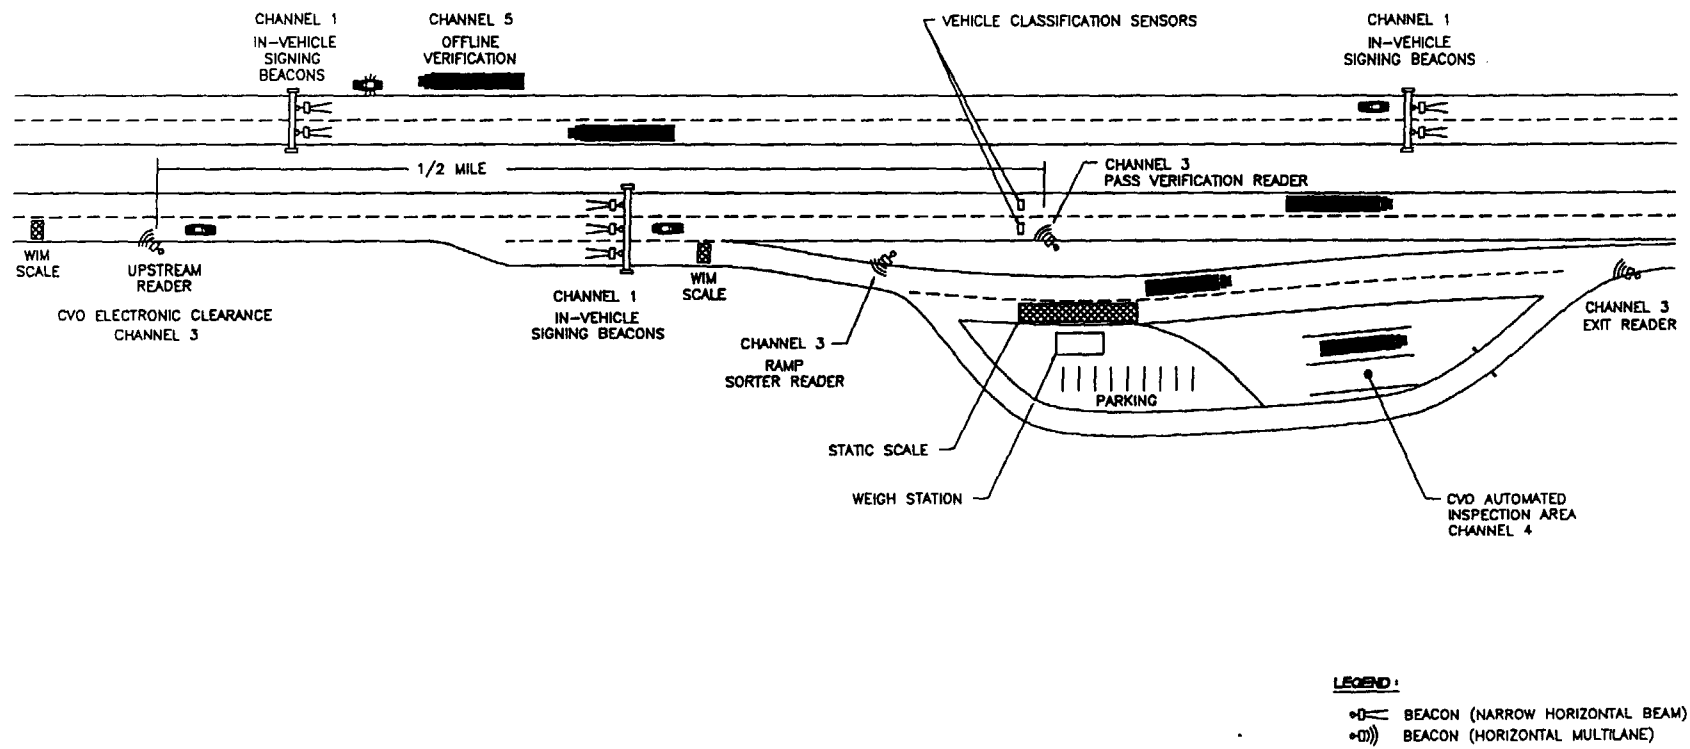 CHANNEL 1
IN-VEHICLE
SIGNING
BEACONS
CHANNEL 5
OFFLINE
VERIFICATION
VEHICLE CLASSIFICATION SENSORS
CHANNEL 1
IN-VEHICLE
SIGNING BEACONS
1/2 MILE
CHANNEL 3
PASS VERIFICATION READER
WIM
SCALE
UPSTREAM
READER
CVO ELECTRONIC CLEARANCE
CHANNEL 3
CHANNEL 1
IN-VEHICLE
SIGNING BEACONS
WIM
SCALE
CHANNEL 3
RAMP
SORTER READER
CHANNEL 3
EXIT READER
PARKING
STATIC SCALE
WEIGH STATION
CVO AUTOMATED
INSPECTION AREA
CHANNEL 4
LEGEND:
BEACON (NARROW HORIZONTAL BEAM)
BEACON (HORIZONTAL MULTILANE)